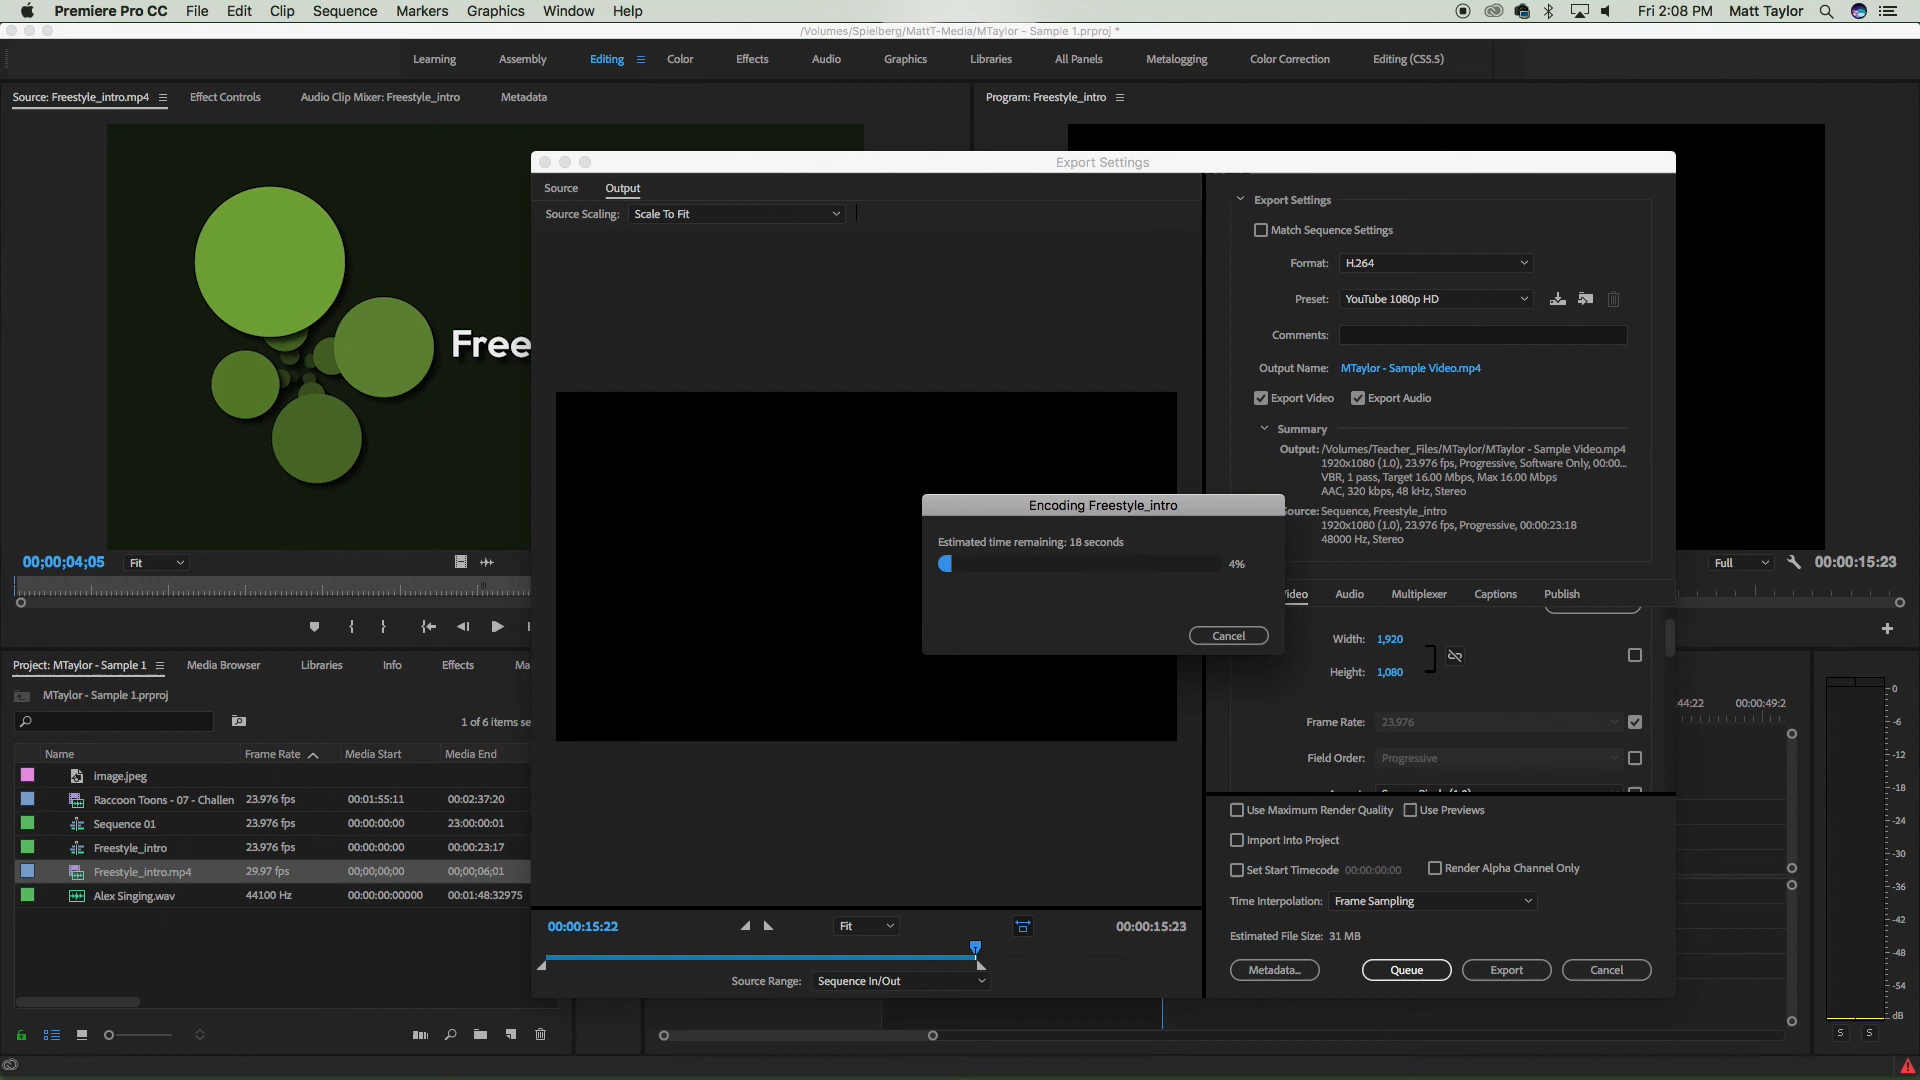 Premiere Pro CC File Edit Clip Sequence Markers Graphics Window Help Fri 2:08 PM Matt Taylor
/Volumes/Spielberg/MattT-Media/MTaylor - Sample 1.prproj *
Learning Assembly Editing Color Effects Audio Graphics Libraries All Panels Metalogging Color Correction Editing (CS5.5)
Source: Freestyle_intro.mp4 Effect Controls Audio Clip Mixer: Freestyle_intro Metadata Program: Freestyle_intro
Free
00;00;04;05 Fit
Full 00:00:15:23
Export Settings
Source Output
Source Scaling: Scale To Fit
Export Settings
Match Sequence Settings
Format: H.264
Preset: YouTube 1080p HD
Comments:
Output Name: MTaylor - Sample Video.mp4
Export Video Export Audio
Summary
Output: /Volumes/Teacher_Files/MTaylor/MTaylor - Sample Video.mp4
1920x1080 (1.0), 23.976 fps, Progressive, Software Only, 00:00...
VBR, 1 pass, Target 16.00 Mbps, Max 16.00 Mbps
AAC, 320 kbps, 48 kHz, Stereo
ource: Sequence, Freestyle_intro
1920x1080 (1.0), 23.976 fps, Progressive, 00:00:23:18
48000 Hz, Stereo
Encoding Freestyle_intro
Estimated time remaining: 18 seconds
4%
Cancel
ideo Audio Multiplexer Captions Publish
Width: 1,920
Height: 1,080
Frame Rate: 23.976
Field Order: Progressive
Use Maximum Render Quality Use Previews
Import Into Project
Set Start Timecode 00:00:00:00 Render Alpha Channel Only
Time Interpolation: Frame Sampling
Estimated File Size: 31 MB
Metadata... Queue Export Cancel
00:00:15:22 Fit 00:00:15:23
Source Range: Sequence In/Out
Project: MTaylor - Sample 1 Media Browser Libraries Info Effects Ma
MTaylor - Sample 1.prproj
1 of 6 items se
Name Frame Rate Media Start Media End
image.jpeg
Raccoon Toons - 07 - Challen 23.976 fps 00:01:55:11 00:02:37:20
Sequence 01 23.976 fps 00:00:00:00 23:00:00:01
Freestyle_intro 23.976 fps 00:00:00:00 00:00:23:17
Freestyle_intro.mp4 29.97 fps 00;00;00;00 00;00;06;01
Alex Singing.wav 44100 Hz 00:00:00:00000 00:01:48:32975
:44:22 00:00:49:2
0
-6
-12
-18
-24
-30
-36
-42
-48
-54
dB
S S